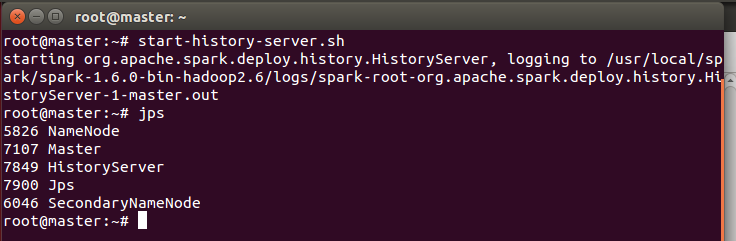 root@master: ~
root@master:~# start-history-server.sh
starting org.apache.spark.deploy.history.HistoryServer, logging to /usr/local/sp
ark/spark-1.6.0-bin-hadoop2.6/logs/spark-root-org.apache.spark.deploy.history.Hi
storyServer-1-master.out
root@master:~# jps
5826 NameNode
7107 Master
7849 HistoryServer
7900 Jps
6046 SecondaryNameNode
root@master:~#